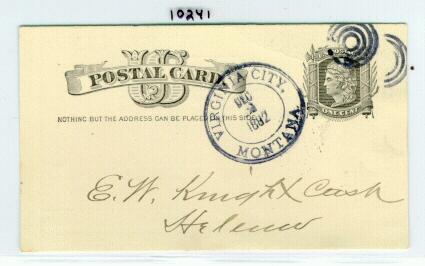 10241
US
POSTAL CARD
NOTHING BUT THE ADDRESS CAN BE PLACED ON THIS SIDE
VIRGINIA CITY,
DEC
2
1882
MONTANA.
ONE CENT
E. W. Knight Cash
Helena